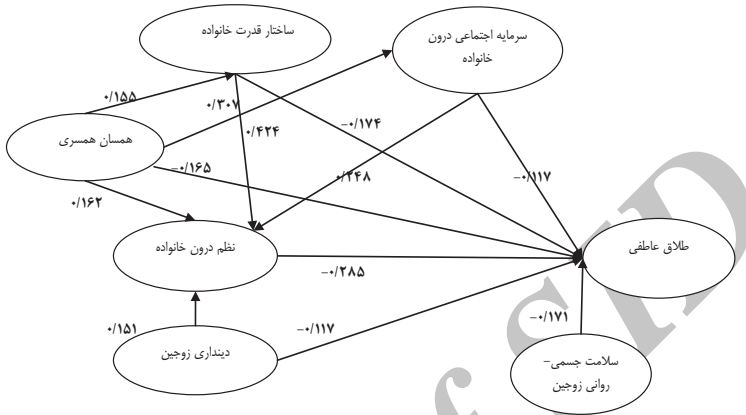 ساختار قدرت خانواده
سرمایه اجتماعی درون
خانواده
۰/۱۵۵
۰/۳۰۷
۰/۴۲۴
-۰/۱۷۴
همسان همسری
-۰/۱۶۵
۰/۲۴۸
-۰/۱۱۷
۰/۱۶۲
نظم درون خانواده
طلاق عاطفی
-۰/۲۸۵
۰/۱۵۱
-۰/۱۱۷
-۰/۱۷۱
دینداری زوجین
سلامت جسمی-
روانی زوجین
f SID